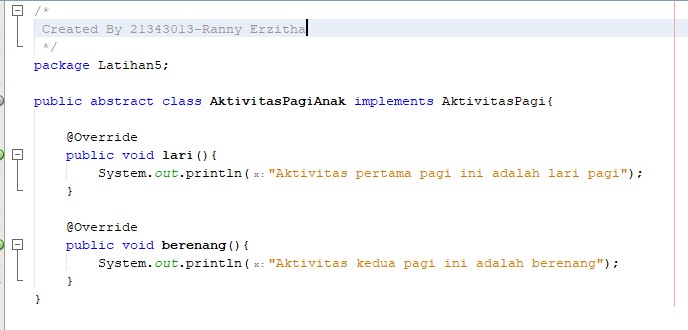 /*
Created By 21343013-Ranny Erzitha
*/
package Latihan5;
public abstract class AktivitasPagiAnak implements AktivitasPagi{
@Override
public void lari(){
System.out.println( x: "Aktivitas pertama pagi ini adalah lari pagi");
}
@Override
public void berenang(){
System.out.println( x: "Aktivitas kedua pagi ini adalah berenang");
}
}